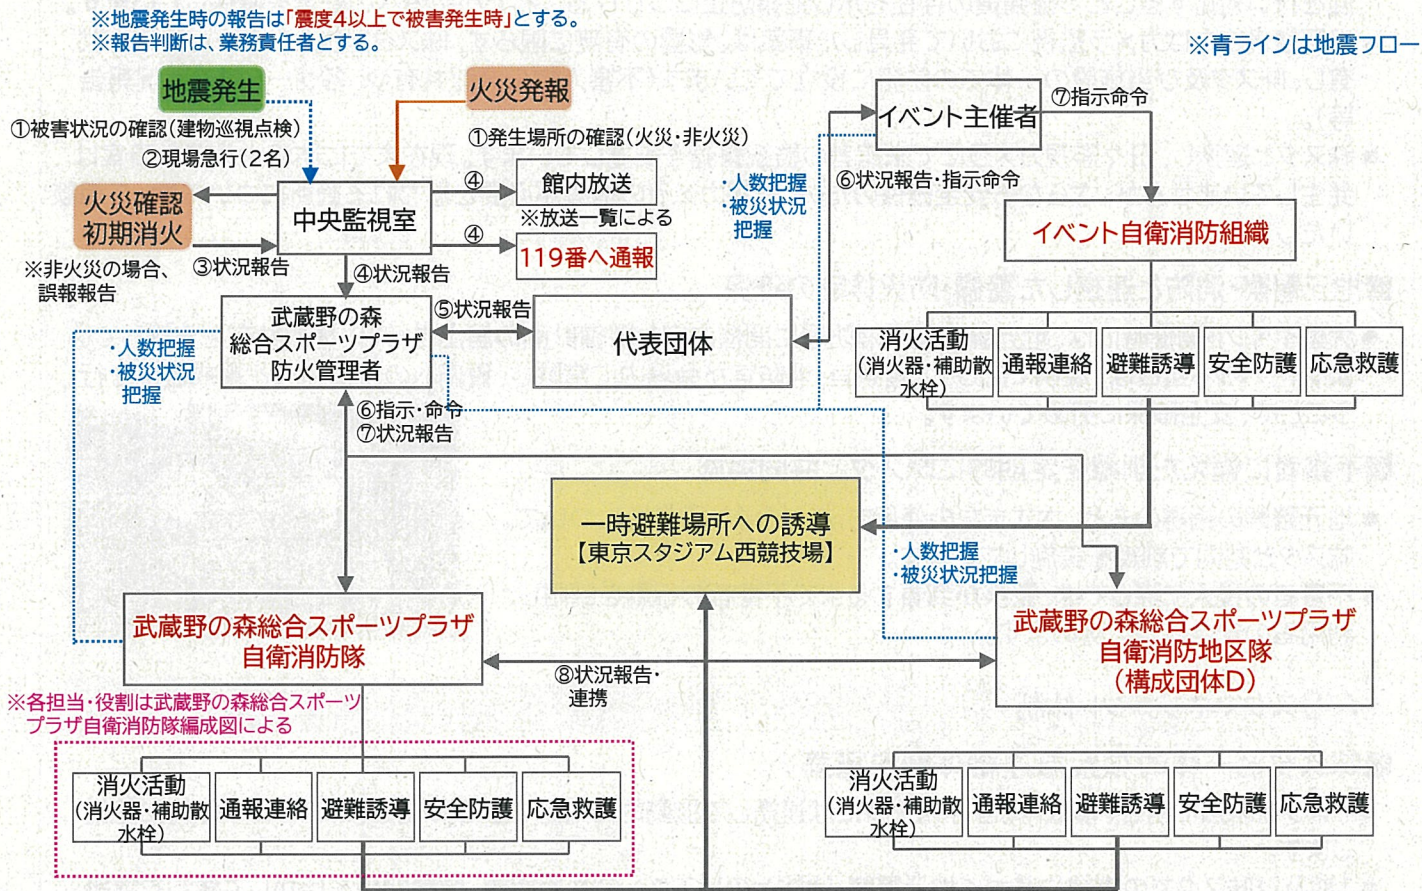 ※地震発生時の報告は「震度4以上で被害発生時」とする。
※報告判断は、業務責任者とする。
※青ラインは地震フロー
地震発生
火災発報
①被害状況の確認(建物巡視点検)
②現場急行(2名)
①発生場所の確認(火災・非火災)
火災確認
初期消火
中央監視室
④
館内放送
※放送一覧による
④
119番へ通報
③状況報告
※非火災の場合、
誤報報告
④状況報告
イベント主催者
⑦指示命令
⑥状況報告・指示命令
・人数把握
・被災状況
把握
イベント自衛消防組織
武蔵野の森
総合スポーツプラザ
防火管理者
⑤状況報告
代表団体
・人数把握
・被災状況
把握
消火活動
(消火器・補助散
水栓)
通報連絡
避難誘導
安全防護
応急救護
⑥指示・命令
⑦状況報告
一時避難場所への誘導
【東京スタジアム西競技場】
・人数把握
・被災状況把握
武蔵野の森総合スポーツプラザ
自衛消防隊
⑧状況報告・
連携
武蔵野の森総合スポーツプラザ
自衛消防地区隊
(構成団体D)
※各担当・役割は武蔵野の森総合スポーツ
プラザ自衛消防隊編成図による
消火活動
(消火器・補助散
水栓)
通報連絡
避難誘導
安全防護
応急救護
消火活動
(消火器・補助散
水栓)
通報連絡
避難誘導
安全防護
応急救護